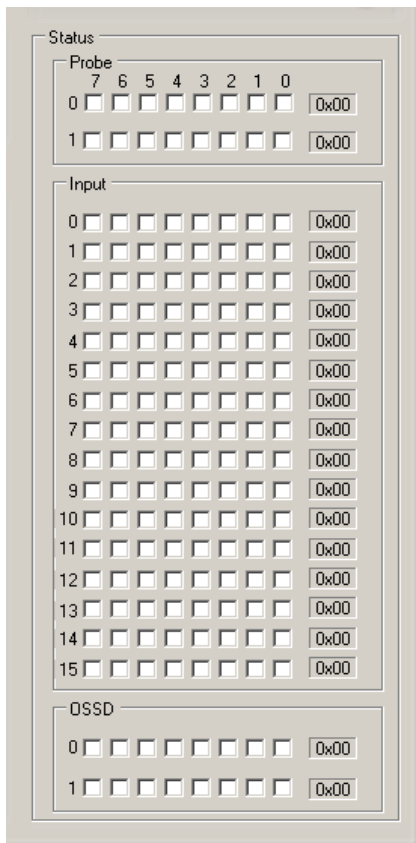 Status
Probe
7 6 5 4 3 2 1 0
0 0x00
1 0x00
Input
0 0x00
1 0x00
2 0x00
3 0x00
4 0x00
5 0x00
6 0x00
7 0x00
8 0x00
9 0x00
10 0x00
11 0x00
12 0x00
13 0x00
14 0x00
15 0x00
OSSD
0 0x00
1 0x00